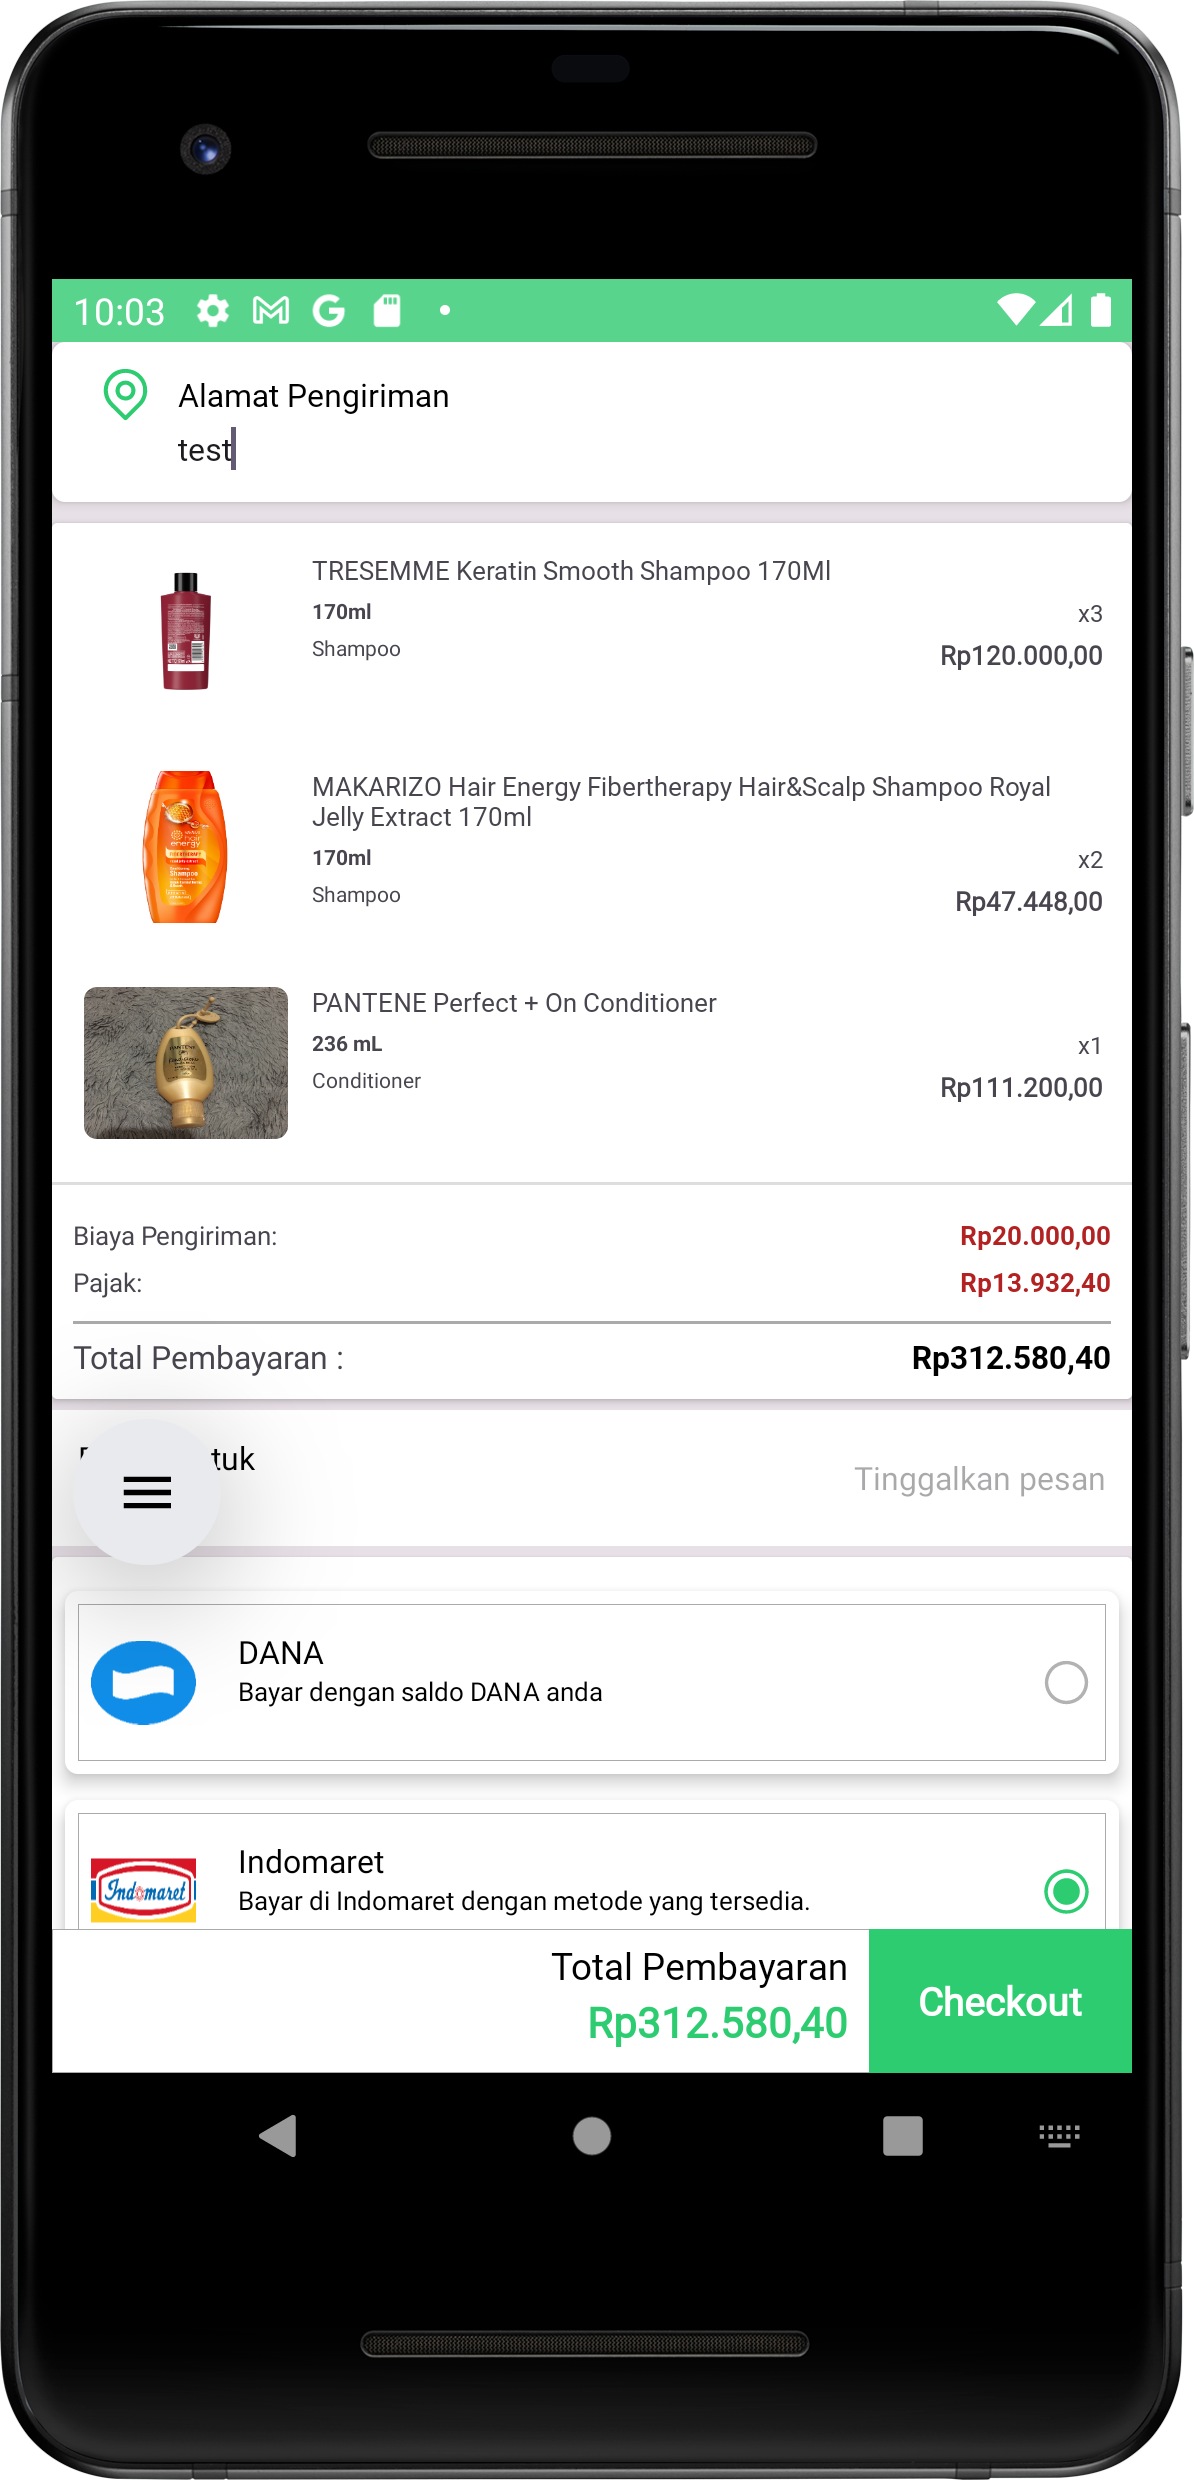 10:03
Alamat Pengiriman
test
TRESEMME Keratin Smooth Shampoo 170Ml
170ml
x3
Shampoo
Rp120.000,00
MAKARIZO Hair Energy Fibertherapy Hair&Scalp Shampoo Royal
Jelly Extract 170ml
170ml
x2
Shampoo
Rp47.448,00
PANTENE Perfect + On Conditioner
236 mL
x1
Conditioner
Rp111.200,00
Biaya Pengiriman:
Rp20.000,00
Pajak:
Rp13.932,40
Total Pembayaran :
Rp312.580,40
tuk
Tinggalkan pesan
DANA
Bayar dengan saldo DANA anda
Indomaret
Indomaret
Bayar di Indomaret dengan metode yang tersedia.
Total Pembayaran
Rp312.580,40
Checkout